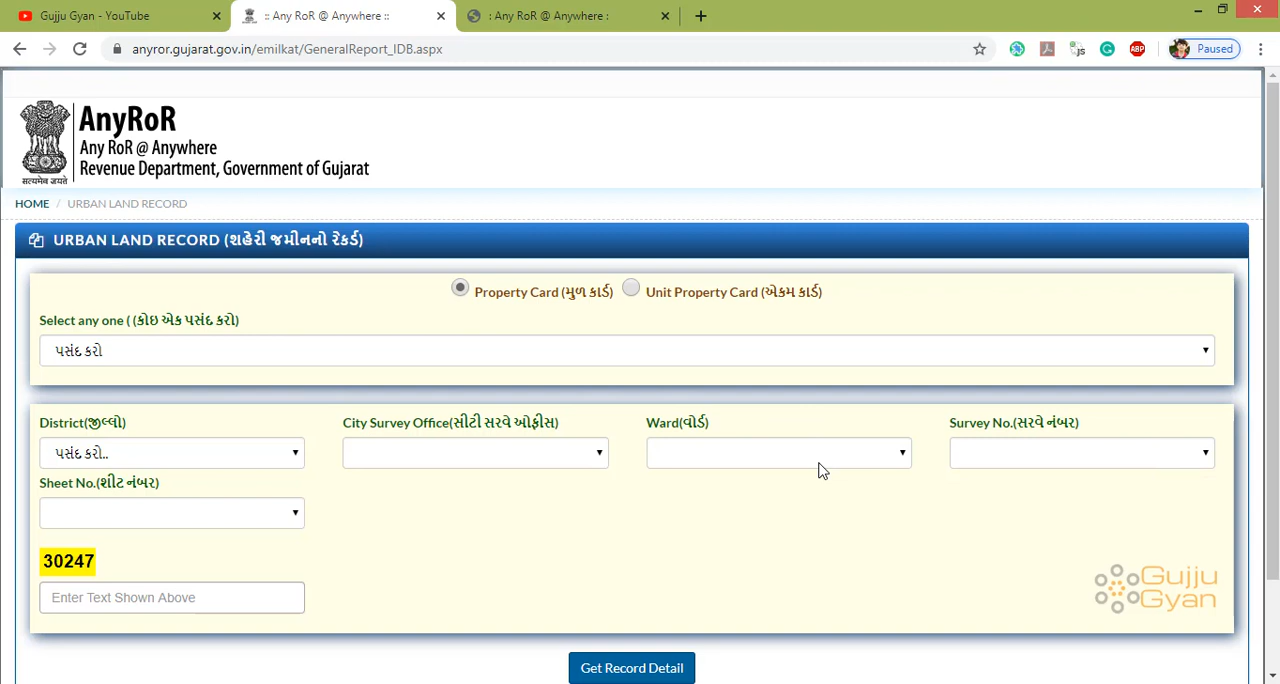 Gujju Gyan - YouTube
:: Any RoR @ Anywhere ::
: Any RoR @ Anywhere :
anyror.gujarat.gov.in/emilkat/GeneralReport_IDB.aspx
ABP
Paused
सत्यमेव जयते
AnyRoR
Any RoR @ Anywhere
Revenue Department, Government of Gujarat
HOME / URBAN LAND RECORD
URBAN LAND RECORD (શહેરી જમીનનો રેકર્ડ)
Property Card (મુળ કાર્ડ) Unit Property Card (એકમ કાર્ડ)
Select any one ( (કોઇ એક પસંદ કરો)
પસંદ કરો
District(જીલ્લો) City Survey Office(સીટી સરવે ઓફીસ) Ward(વોર્ડ) Survey No.(સરવે નંબર)
પસંદ કરો..
Sheet No.(શીટ નંબર)
30247
Enter Text Shown Above
Gujju
Gyan
Get Record Detail